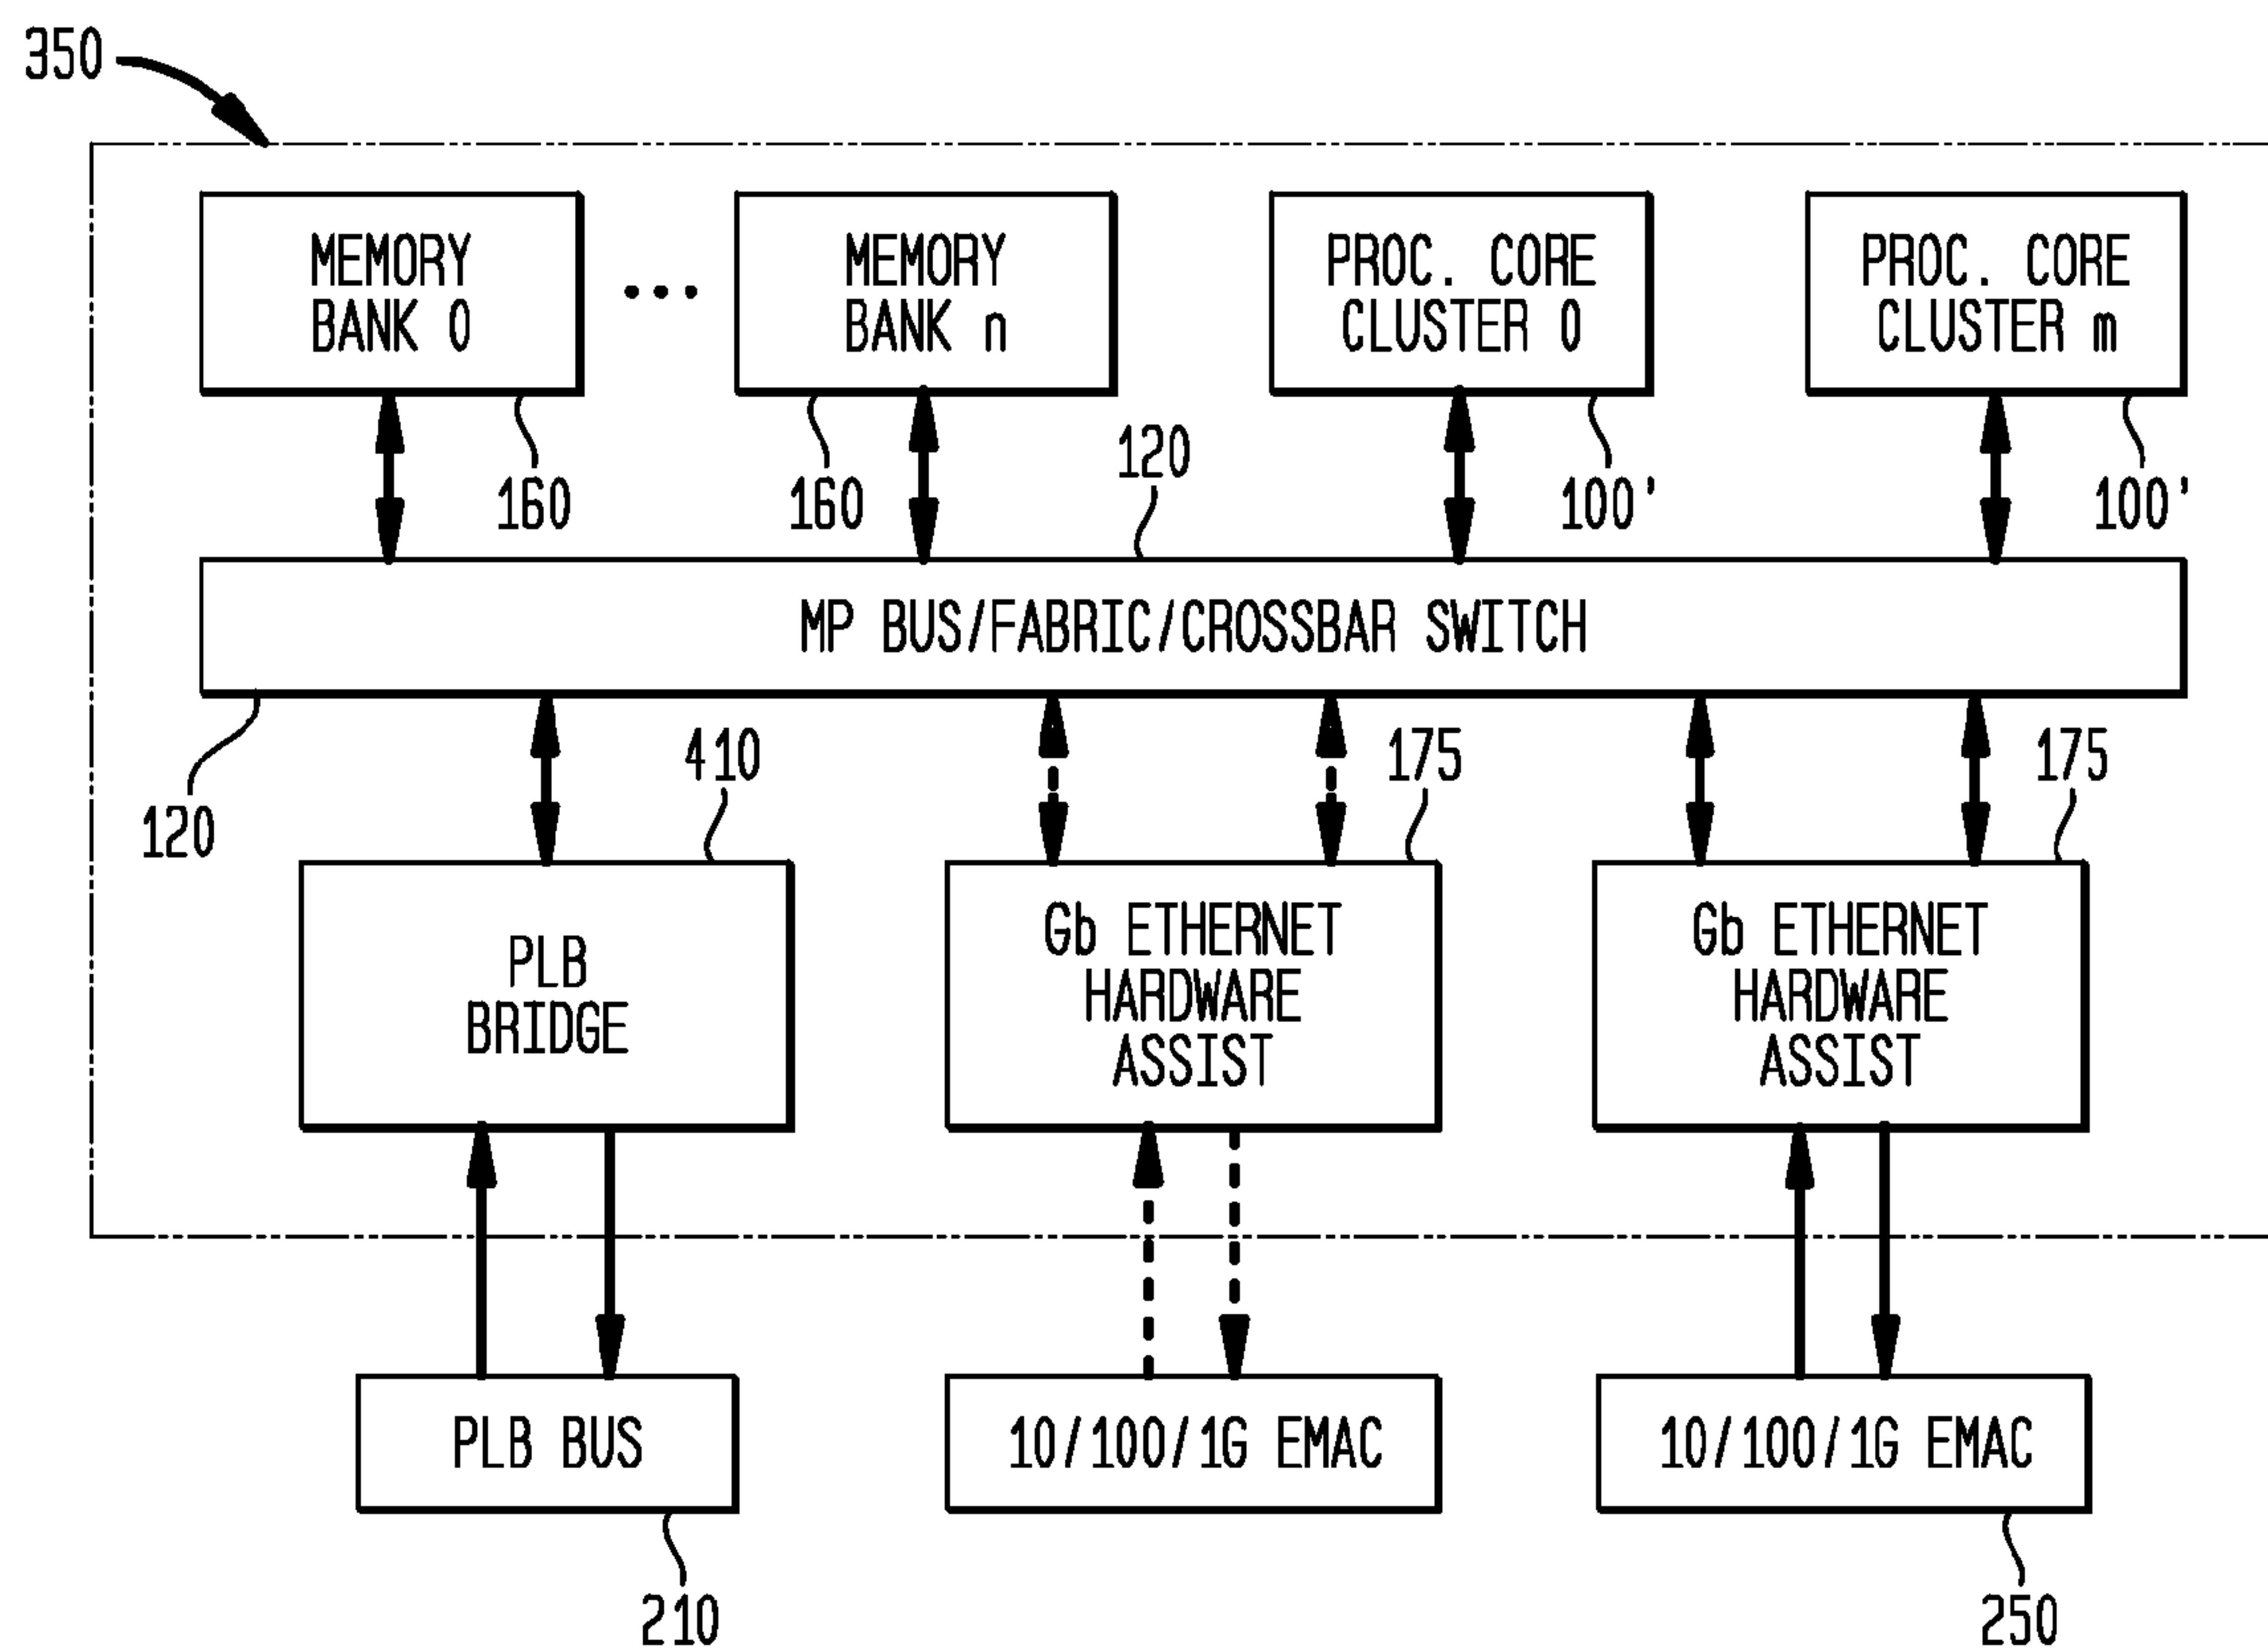 350
MEMORY
BANK 0
...
MEMORY
BANK n
PROC. CORE
CLUSTER 0
PROC. CORE
CLUSTER m
160
160
120
100'
100'
MP BUS/FABRIC/CROSSBAR SWITCH
120
410
175
175
PLB
BRIDGE
Gb ETHERNET
HARDWARE
ASSIST
Gb ETHERNET
HARDWARE
ASSIST
PLB BUS
10/100/1G EMAC
10/100/1G EMAC
210
250